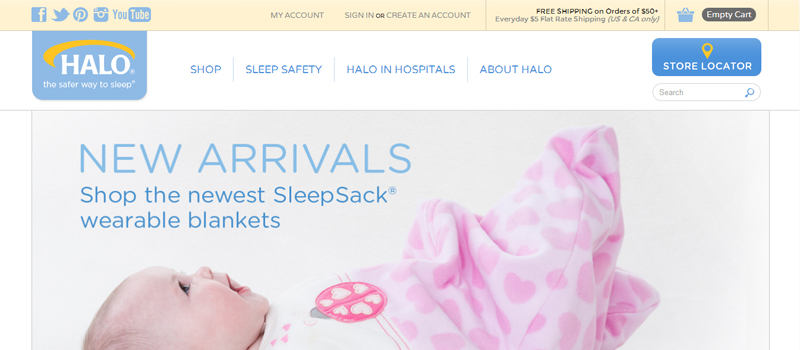 You Tube
MY ACCOUNT
SIGN IN OR CREATE AN ACCOUNT
FREE SHIPPING on Orders of $50+
Everyday $5 Flat Rate Shipping (US & CA only)
Empty Cart
HALO®
the safer way to sleep®
SHOP
SLEEP SAFETY
HALO IN HOSPITALS
ABOUT HALO
STORE LOCATOR
Search
NEW ARRIVALS
Shop the newest SleepSack®
wearable blankets